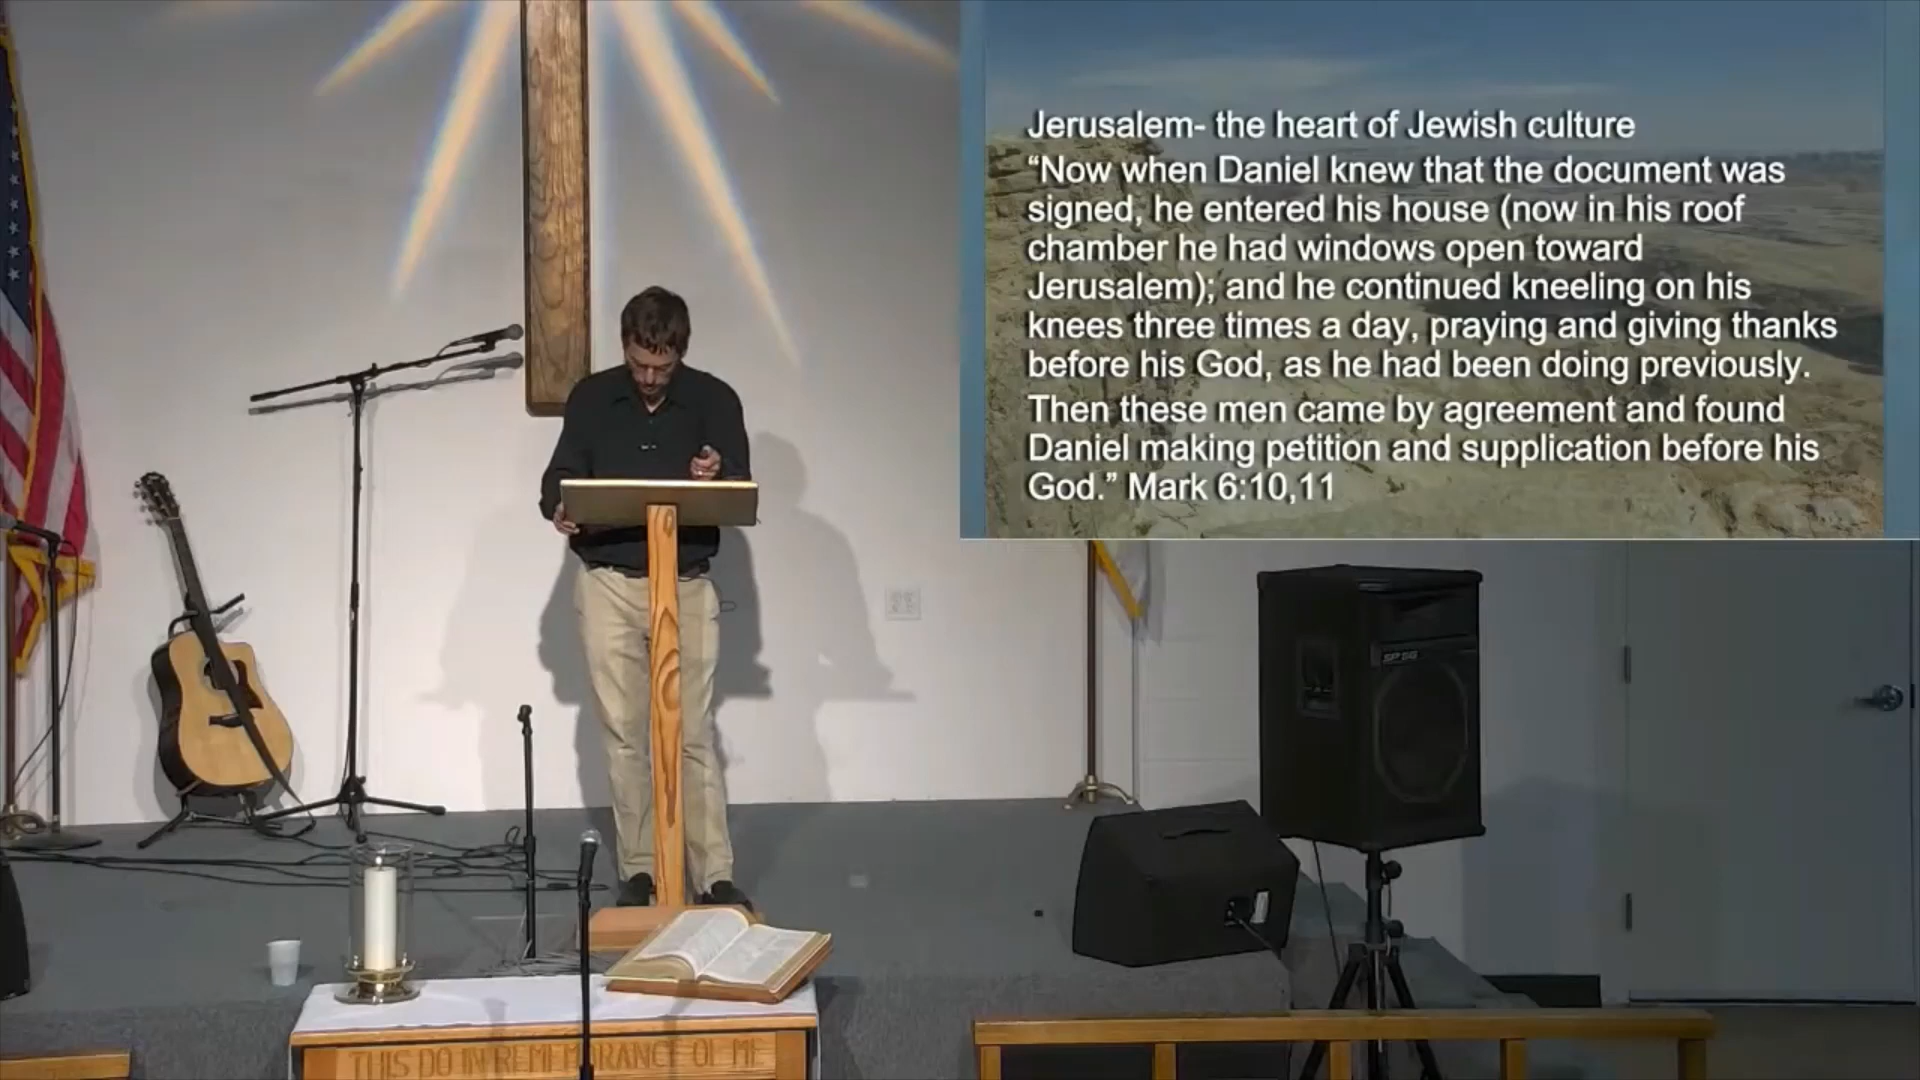 Jerusalem- the heart of Jewish culture
“Now when Daniel knew that the document was
signed, he entered his house (now in his roof
chamber he had windows open toward
Jerusalem); and he continued kneeling on his
knees three times a day, praying and giving thanks
before his God, as he had been doing previously.
Then these men came by agreement and found
Daniel making petition and supplication before his
God.” Mark 6:10,11
THIS DO IN REMEMBRANCE OF ME